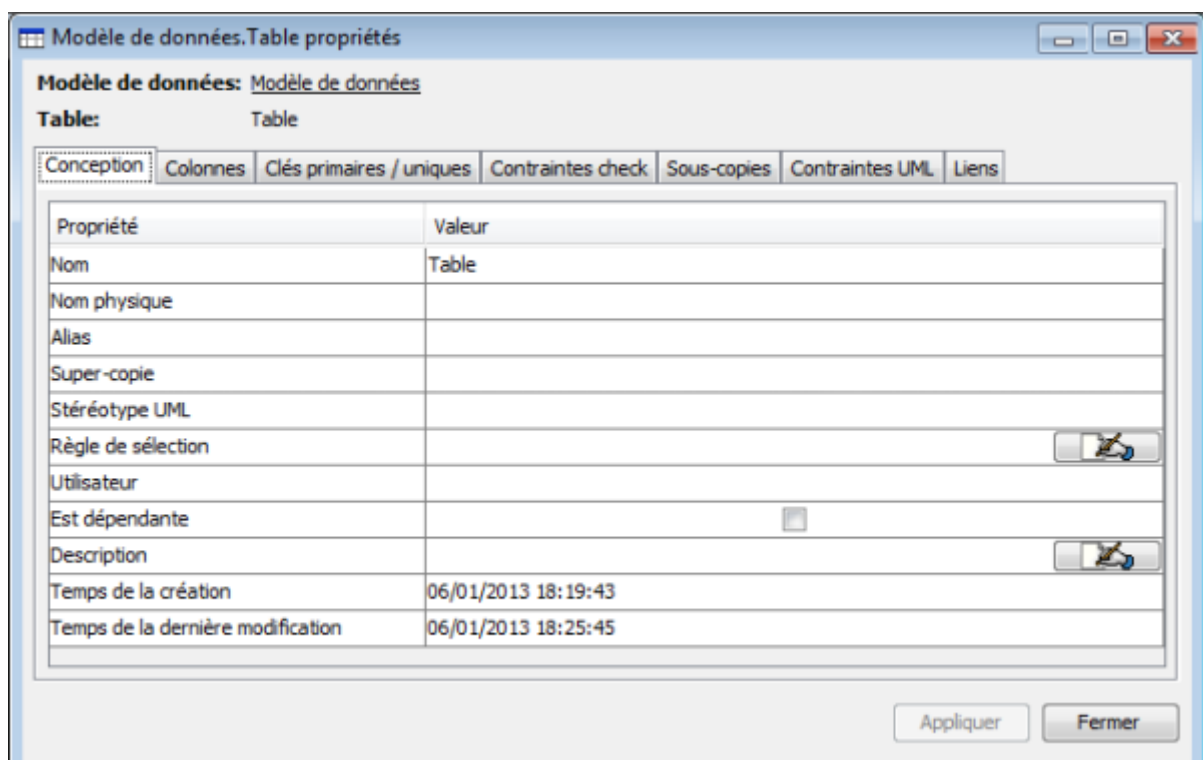 Modèle de données.Table propriétés
Modèle de données: Modèle de données
Table: Table
Conception Colonnes Clés primaires / uniques Contraintes check Sous-copies Contraintes UML Liens
Propriété Valeur
Nom Table
Nom physique
Alias
Super-copie
Stéréotype UML
Règle de sélection
Utilisateur
Est dépendante
Description
Temps de la création 06/01/2013 18:19:43
Temps de la dernière modification 06/01/2013 18:25:45
Appliquer Fermer